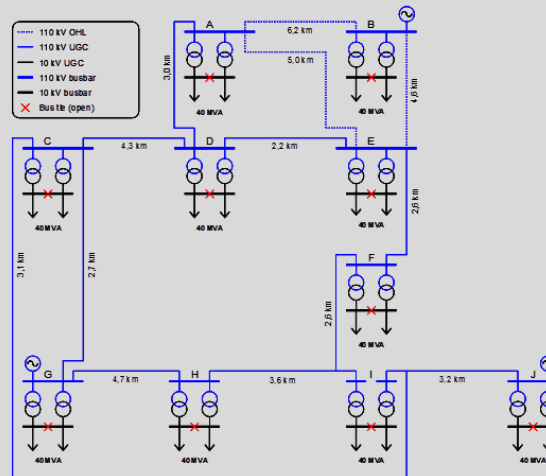 110 kV OHL
110 kV UGC
10 kV UGC
110 kV busbar
10 kV busbar
Bus tie (open)
A
B
6,2 km
5,0 km
3,0 km
4,6 km
40 MVA
40 MVA
C
D
E
4,3 km
2,2 km
40 MVA
40 MVA
40 MVA
2,6 km
3,1 km
2,7 km
F
2,6 km
40 MVA
G
H
I
J
4,7 km
3,6 km
3,2 km
40 MVA
40 MVA
40 MVA
40 MVA